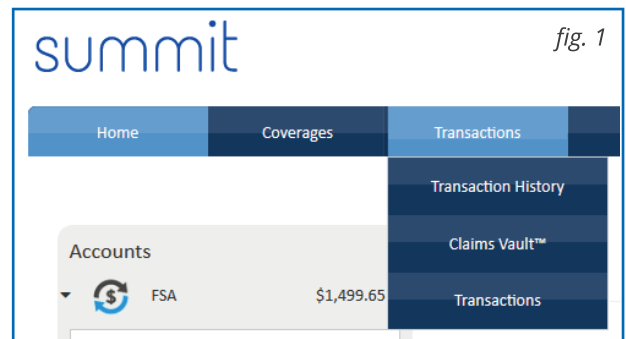 summit
fig. 1
Home Coverages Transactions
Transaction History
Claims Vault™
Transactions
Accounts
FSA $1,499.65